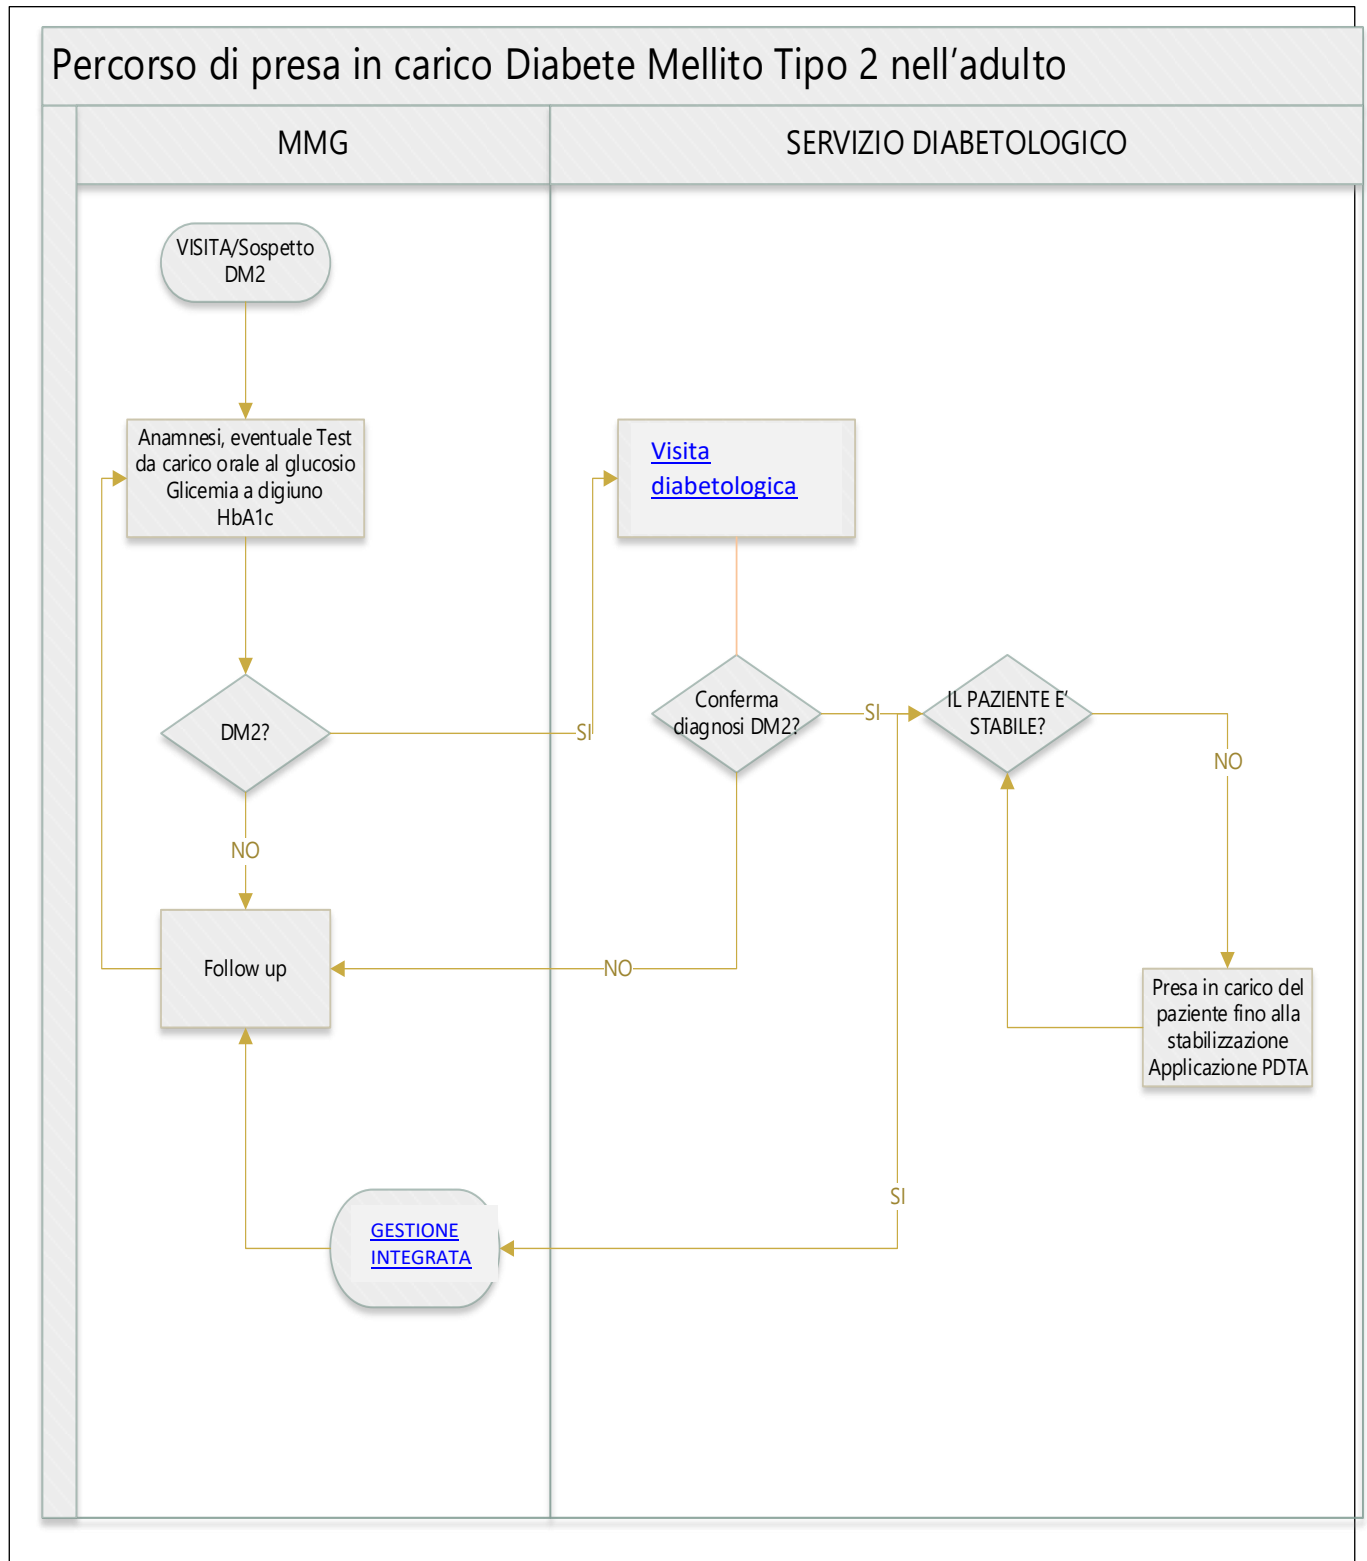 Percorso di presa in carico Diabete Mellito Tipo 2 nell’adulto
MMG
SERVIZIO DIABETOLOGICO
VISITA/Sospetto
DM2
Anamnesi, eventuale Test
da carico orale al glucosio
Glicemia a digiuno
HbA1c
Visita
diabetologica
DM2?
SI
Conferma
diagnosi DM2?
SI
IL PAZIENTE E’
STABILE?
NO
NO
Follow up
NO
Presa in carico del
paziente fino alla
stabilizzazione
Applicazione PDTA
SI
GESTIONE
INTEGRATA